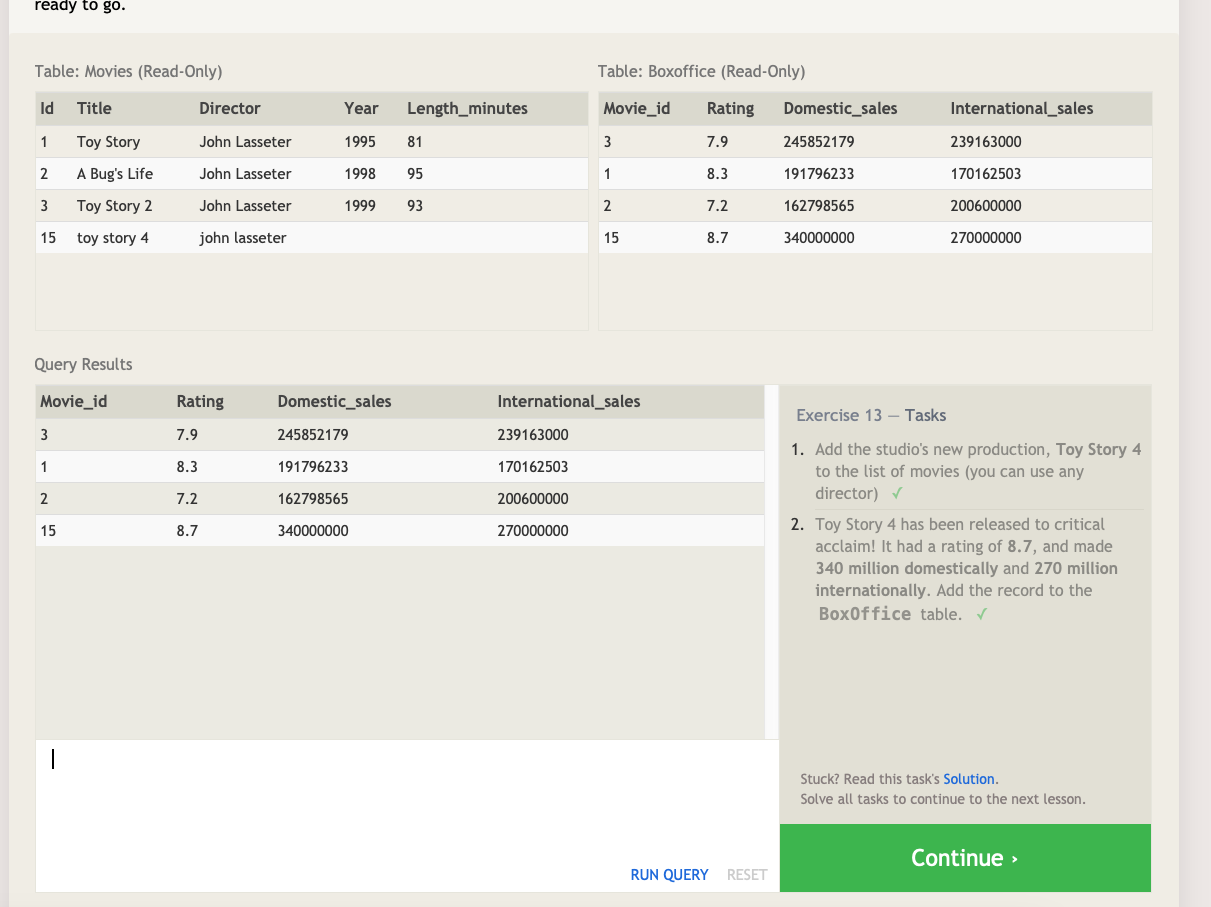 ready to go.
Table: Movies (Read-Only)
Id Title Director Year Length_minutes
1 Toy Story John Lasseter 1995 81
2 A Bug's Life John Lasseter 1998 95
3 Toy Story 2 John Lasseter 1999 93
15 toy story 4 john lasseter
Table: Boxoffice (Read-Only)
Movie_id Rating Domestic_sales International_sales
3 7.9 245852179 239163000
1 8.3 191796233 170162503
2 7.2 162798565 200600000
15 8.7 340000000 270000000
Query Results
Movie_id Rating Domestic_sales International_sales
3 7.9 245852179 239163000
1 8.3 191796233 170162503
2 7.2 162798565 200600000
15 8.7 340000000 270000000
RUN QUERY RESET
Exercise 13 — Tasks
1. Add the studio's new production, Toy Story 4
to the list of movies (you can use any
director) ✓
2. Toy Story 4 has been released to critical
acclaim! It had a rating of 8.7, and made
340 million domestically and 270 million
internationally. Add the record to the
BoxOffice table. ✓
Stuck? Read this task's Solution.
Solve all tasks to continue to the next lesson.
Continue ›